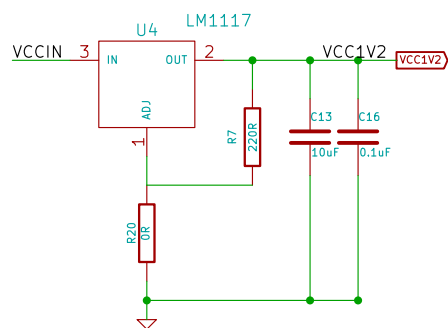 LM1117
U4
VCCIN
3
IN
OUT
2
VCC1V2
VCC1V2
ADJ
1
R7
220R
C13
10uF
C16
0.1uF
R20
0R